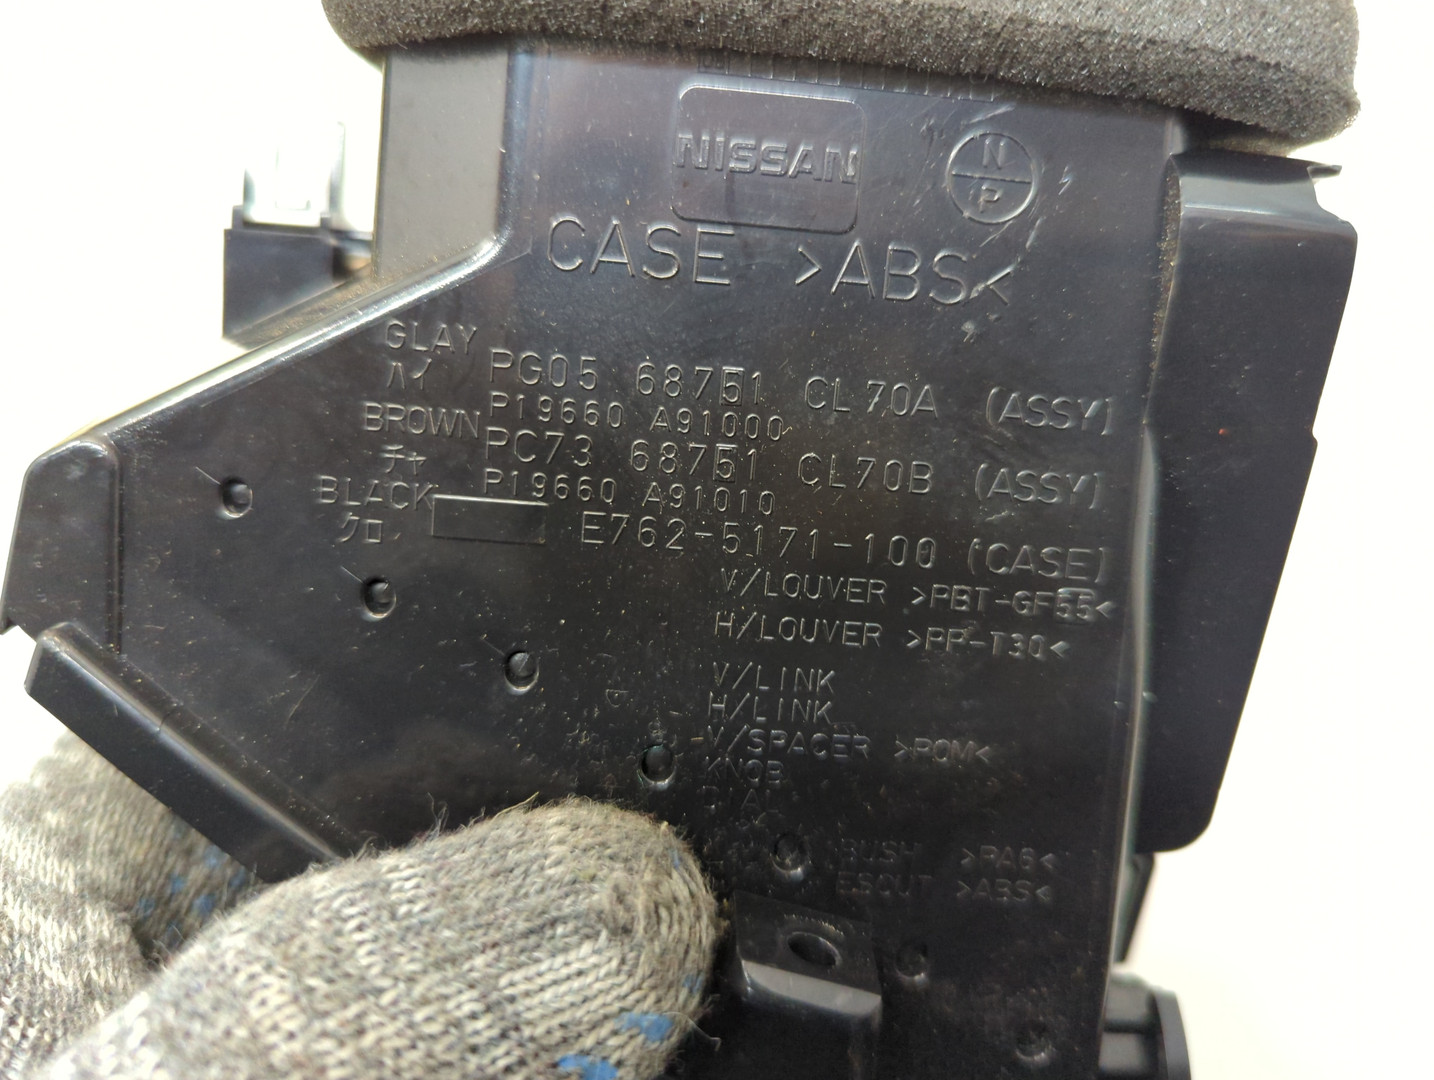 NISSAN
N
P
CASE >ABS<
GLAY PG05 68751 CL70A (ASSY)
ハイ P19660 A91000
BROWN PC73 68751 CL70B (ASSY)
チャ P19660 A91010
BLACK E762-5171-100 (CASE)
クロ
V/LOUVER >PBT-GF55<
H/LOUVER >PP-T30<
V/LINK
H/LINK
V/SPACER >POM<
KNOB
DIAL
BUSH >PA6<
ESCUT >ABS<